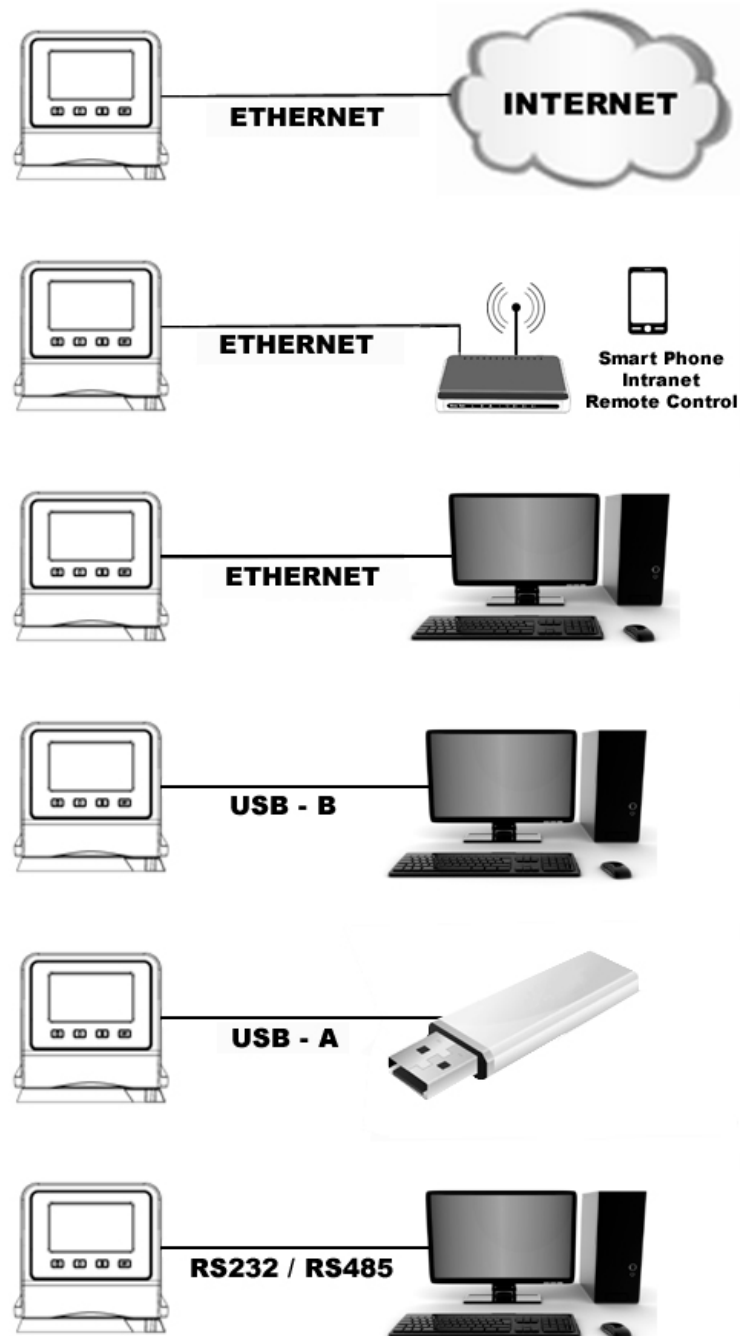 ETHERNET
INTERNET
ETHERNET
Smart Phone
Intranet
Remote Control
ETHERNET
USB - B
USB - A
RS232 / RS485